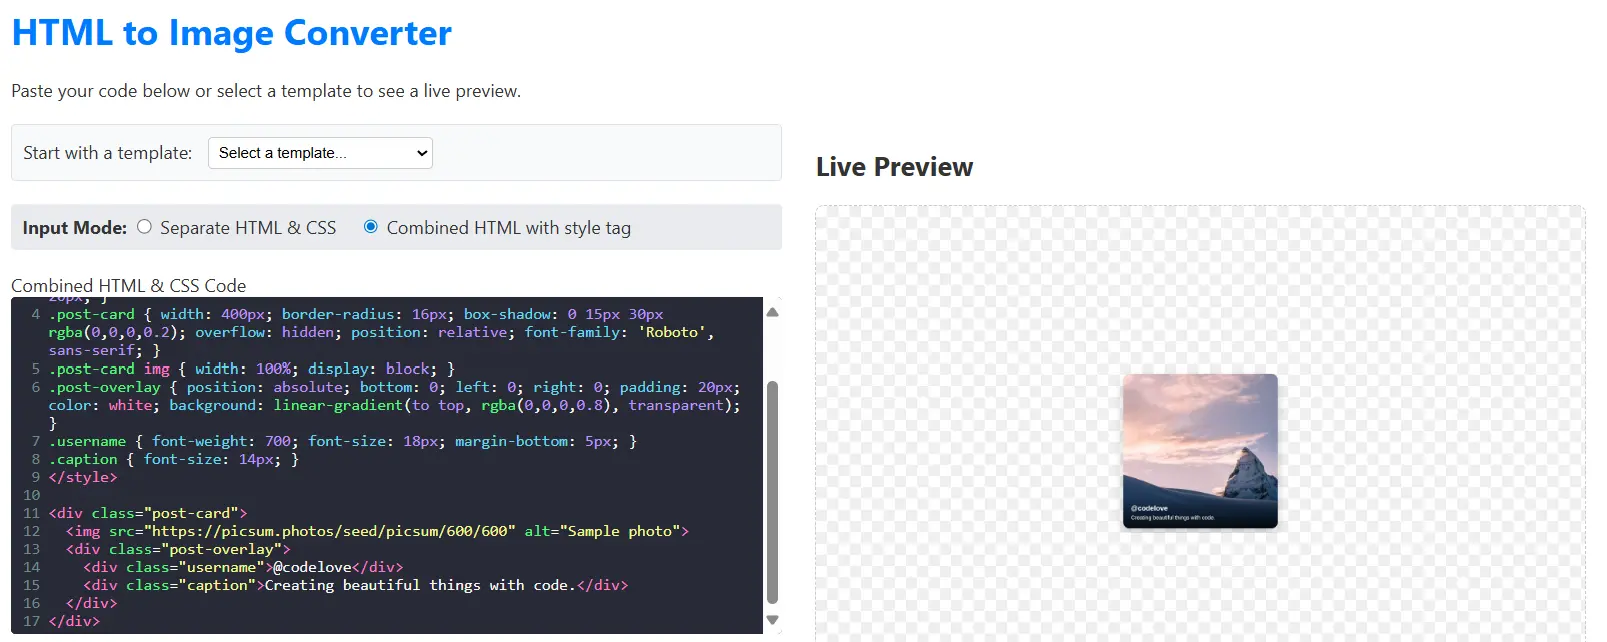 HTML to Image Converter
Paste your code below or select a template to see a live preview.
Start with a template: Select a template...
Input Mode: Separate HTML & CSS Combined HTML with style tag
Combined HTML & CSS Code
20px; }
4 .post-card { width: 400px; border-radius: 16px; box-shadow: 0 15px 30px
rgba(0,0,0,0.2); overflow: hidden; position: relative; font-family: 'Roboto',
sans-serif; }
5 .post-card img { width: 100%; display: block; }
6 .post-overlay { position: absolute; bottom: 0; left: 0; right: 0; padding: 20px;
color: white; background: linear-gradient(to top, rgba(0,0,0,0.8), transparent);
}
7 .username { font-weight: 700; font-size: 18px; margin-bottom: 5px; }
8 .caption { font-size: 14px; }
9 </style>
10
11 <div class="post-card">
12   <img src="https://picsum.photos/seed/picsum/600/600" alt="Sample photo">
13   <div class="post-overlay">
14     <div class="username">@codelove</div>
15     <div class="caption">Creating beautiful things with code.</div>
16   </div>
17 </div>
Live Preview
@codelove
Creating beautiful things with code.